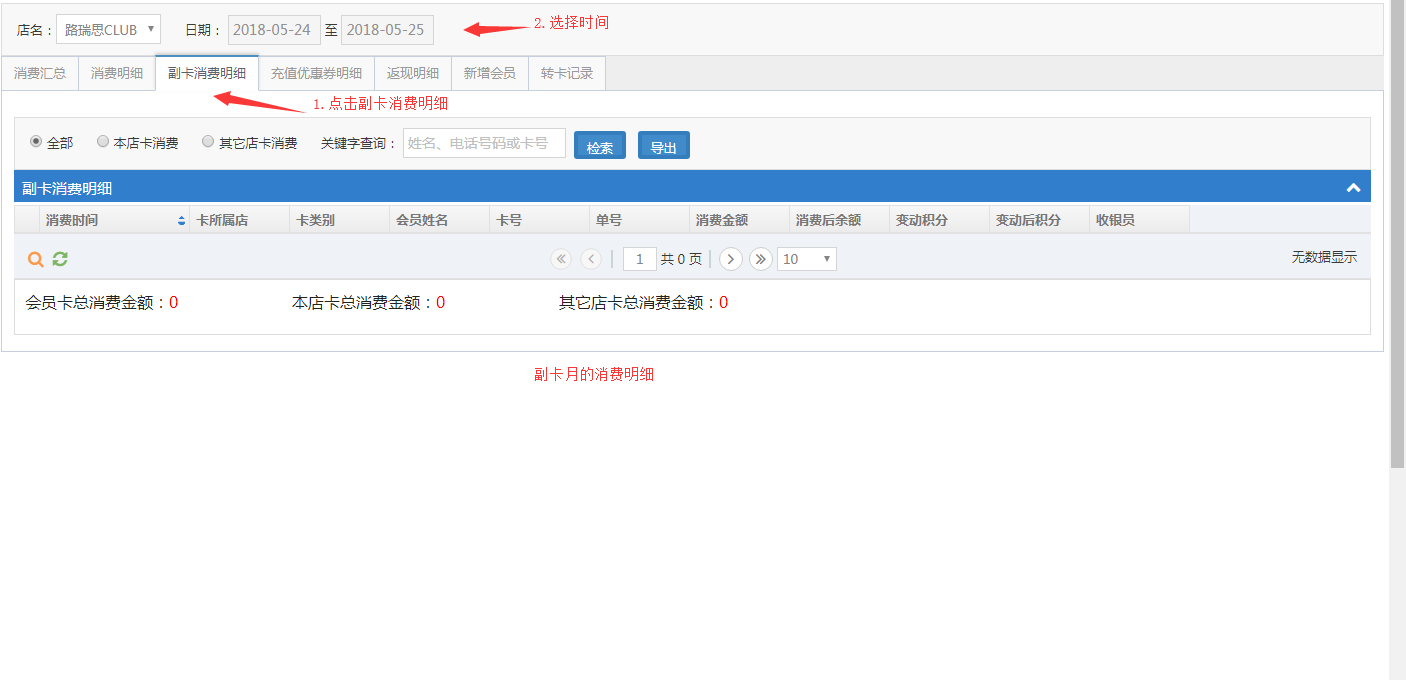 店名： 路瑞思CLUB 日期： 2018-05-24 至 2018-05-25 2. 选择时间
消费汇总 消费明细 副卡消费明细 充值优惠券明细 返现明细 新增会员 转卡记录
1. 点击副卡消费明细
全部 本店卡消费 其它店卡消费 关键字查询： 姓名、电话号码或卡号 检索 导出
副卡消费明细
消费时间 卡所属店 卡类别 会员姓名 卡号 单号 消费金额 消费后余额 变动积分 变动后积分 收银员
1 共 0 页 10 无数据显示
会员卡总消费金额：0 本店卡总消费金额：0 其它店卡总消费金额：0
副卡月的消费明细